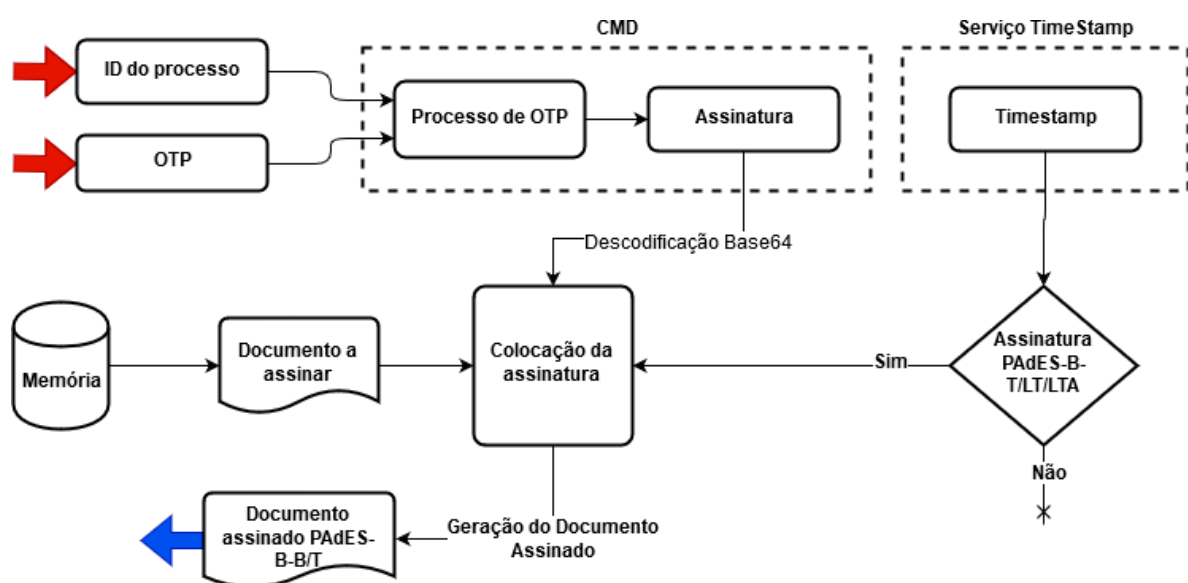 CMD
Serviço TimeStamp
ID do processo
OTP
Processo de OTP
Assinatura
Timestamp
Descodificação Base64
Memória
Documento a
assinar
Colocação da
assinatura
Sim
Assinatura
PAdES-B-
T/LT/LTA
Não
Documento
assinado PAdES-
B-B/T
Geração do Documento
Assinado